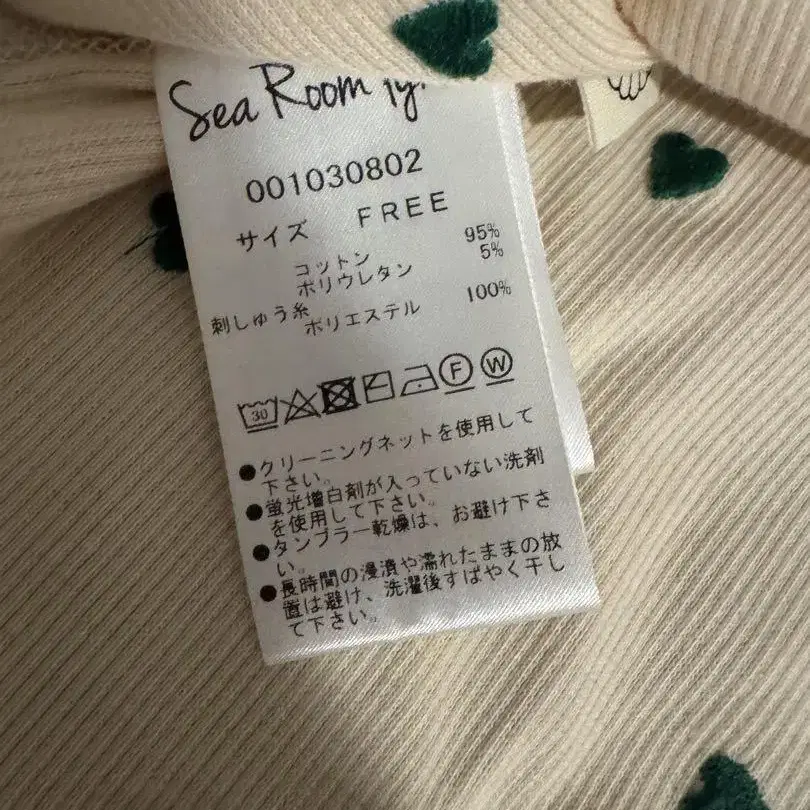 Sea Room ly.
001030802
サイズ FREE
コットン 95%
ポリウレタン 5%
刺しゅう糸
ポリエステル 100%
30 F W
●クリーニングネットを使用して
下さい。
●蛍光増白剤が入っていない洗剤
を使用して下さい。
●タンブラー乾燥は、お避け下さ
い。
●長時間の浸漬や濡れたままの放
置は避け、洗濯後すばやく干し
て下さい。